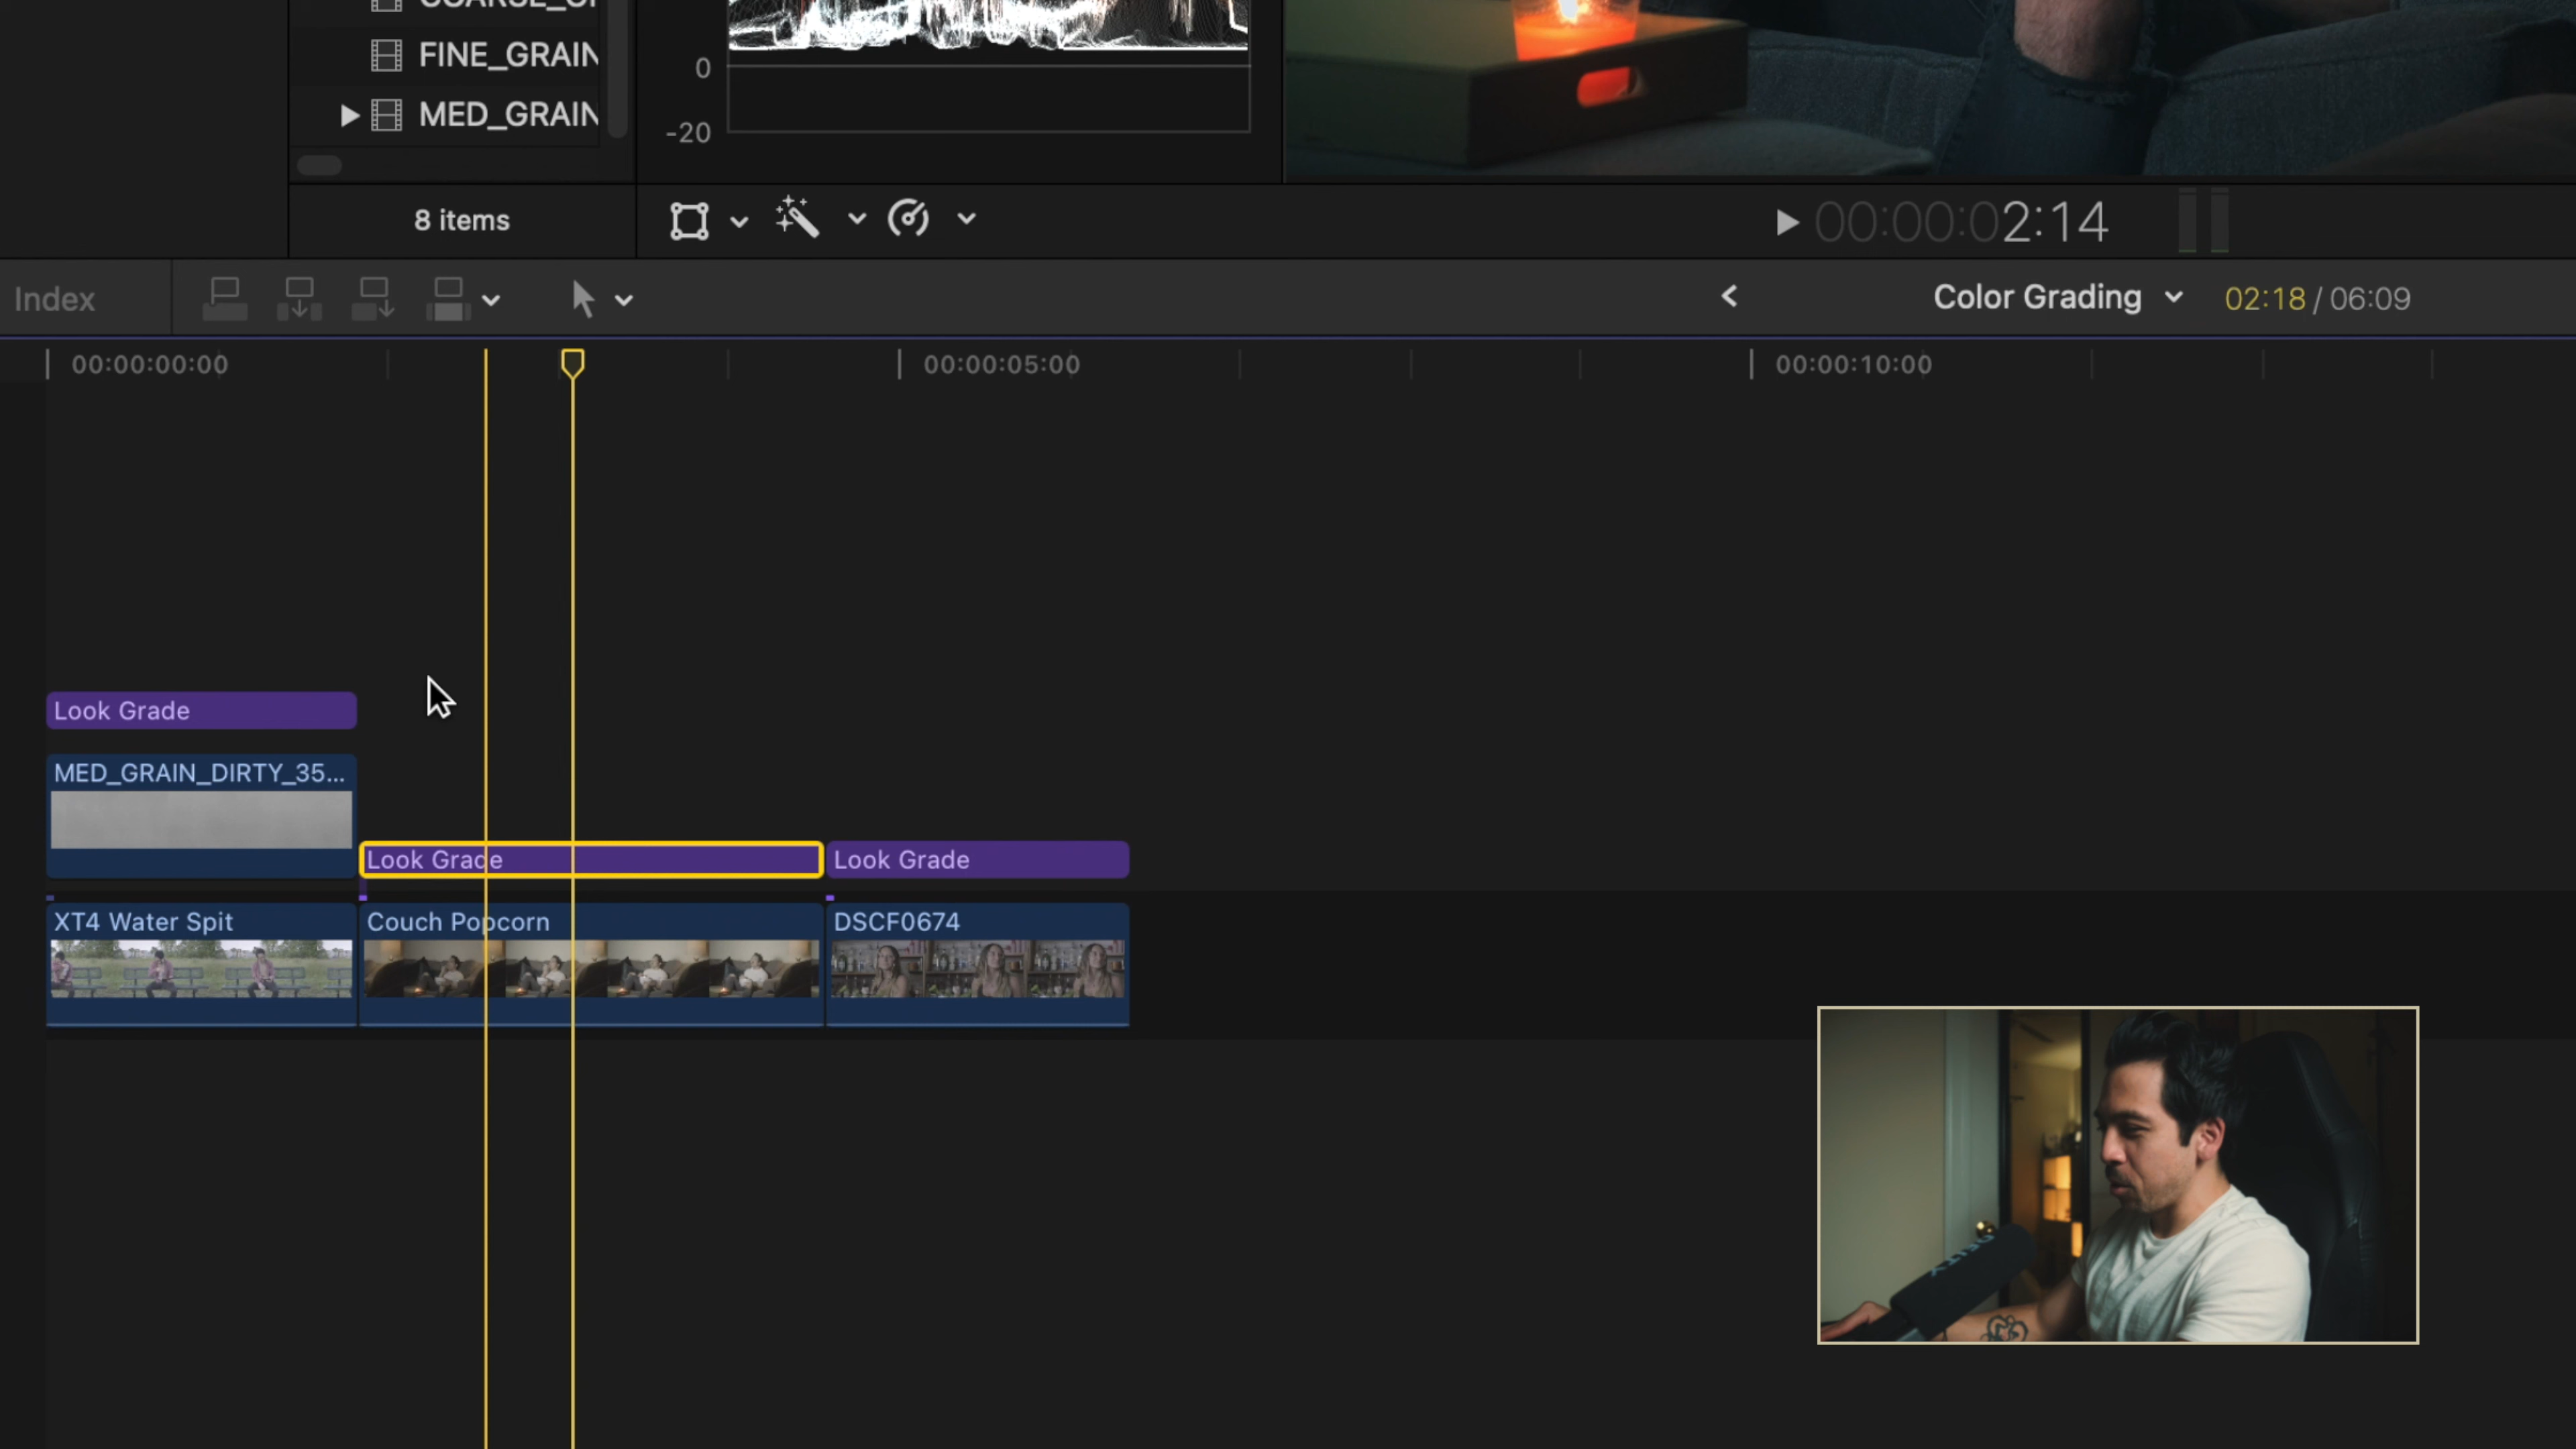 FINE_GRAIN
0
MED_GRAIN
-20
8 items
00:00:02:14
Index
Color Grading
02:18 / 06:09
00:00:00:00
00:00:05:00
00:00:10:00
Look Grade
MED_GRAIN_DIRTY_35...
Look Grade
Look Grade
XT4 Water Spit
Couch Popcorn
DSCF0674